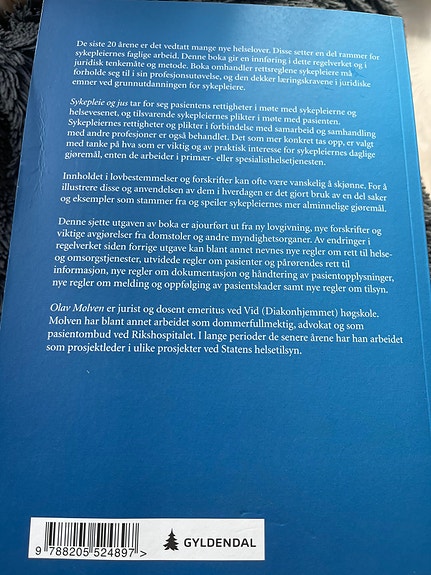 De siste 20 årene er det vedtatt mange nye helselover. Disse setter en del rammer for
sykepleiernes faglige arbeid. Denne boka gir en innføring i dette regelverket og i
juridisk tenkemåte og metode. Boka omhandler rettsreglene sykepleiere må
forholde seg til i sin profesjonsutøvelse, og den dekker læringskravene i juridiske
emner ved grunnutdanningen for sykepleiere.
Sykepleie og jus tar for seg pasientens rettigheter i møte med sykepleierne og
helsevesenet, og tilsvarende sykepleiernes plikter i møte med pasienten.
Sykepleiernes rettigheter og plikter i forbindelse med samarbeid og samhandling
med andre profesjoner er også behandlet. Det som mer konkret tas opp, er valgt
med tanke på hva som er viktig og av praktisk interesse for sykepleiernes daglige
gjøremål, enten de arbeider i primær- eller spesialisthelsetjenesten.
Innholdet i lovbestemmelser og forskrifter kan ofte være vanskelig å skjønne. For å
illustrere disse og anvendelsen av dem i hverdagen er det gjort bruk av en del saker
og eksempler som stammer fra og speiler sykepleiernes mer alminnelige gjøremål.
Denne sjette utgaven av boka er ajourført ut fra ny lovgivning, nye forskrifter og
viktige avgjørelser fra domstoler og andre myndighetsorganer. Av endringer i
regelverket siden forrige utgave kan blant annet nevnes nye regler om rett til helse-
og omsorgstjenester, utvidede regler om pasienter og pårørendes rett til
informasjon, nye regler om dokumentasjon og håndtering av pasientopplysninger,
nye regler om melding og oppfølging av pasientskader samt nye regler om tilsyn.
Olav Molven er jurist og dosent emeritus ved Vid (Diakonhjemmet) høgskole.
Molven har blant annet arbeidet som dommerfullmektig, advokat og som
pasientombud ved Rikshospitalet. I lange perioder de senere årene har han arbeidet
som prosjektleder i ulike prosjekter ved Statens helsetilsyn.
GYLDENDAL
9 788205 524897 >